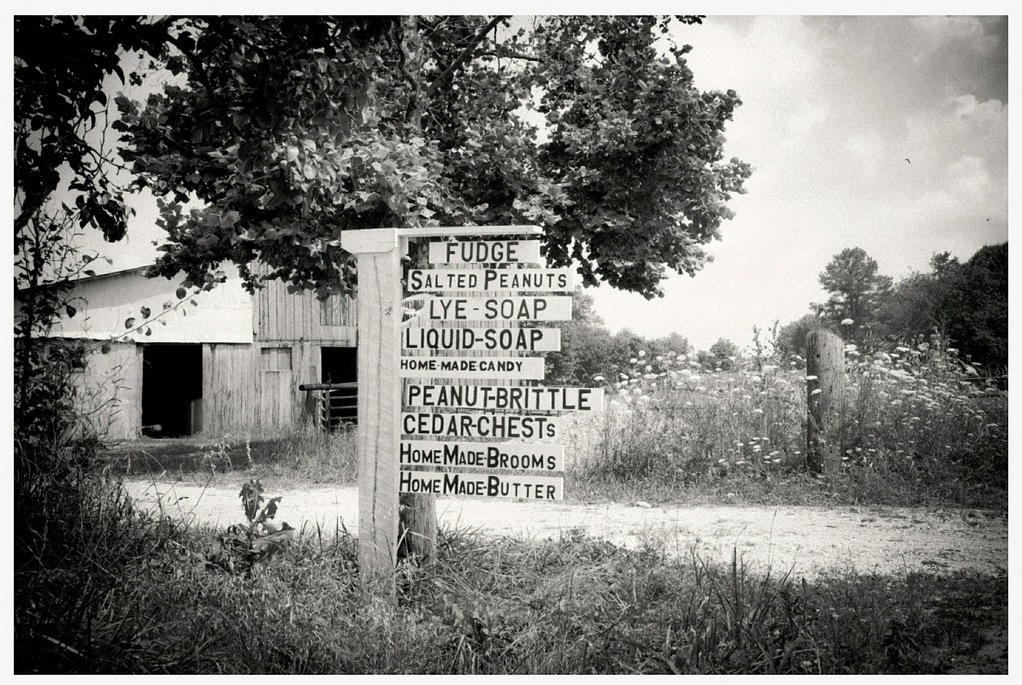 FUDGE
SALTED PEANUTS
LYE-SOAP
LIQUID-SOAP
HOME-MADE CANDY
PEANUT-BRITTLE
CEDAR-CHESTs
HOMEMADE-BROOMS
HOMEMADE-BUTTER